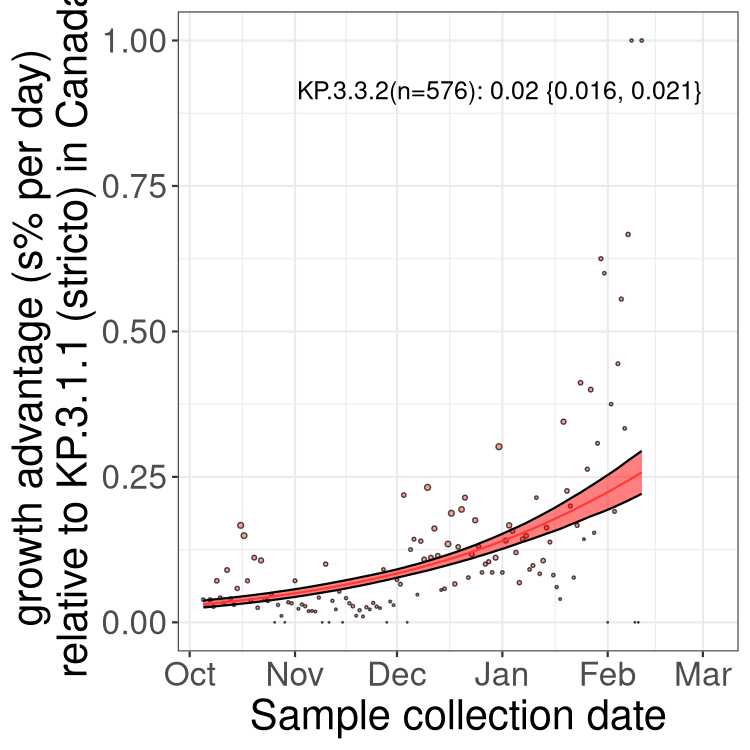 growth advantage (s% per day)
relative to KP.3.1.1 (stricto) in Canada
1.00
0.75
0.50
0.25
0.00
KP.3.3.2(n=576): 0.02 {0.016, 0.021}
Oct Nov Dec Jan Feb Mar
Sample collection date